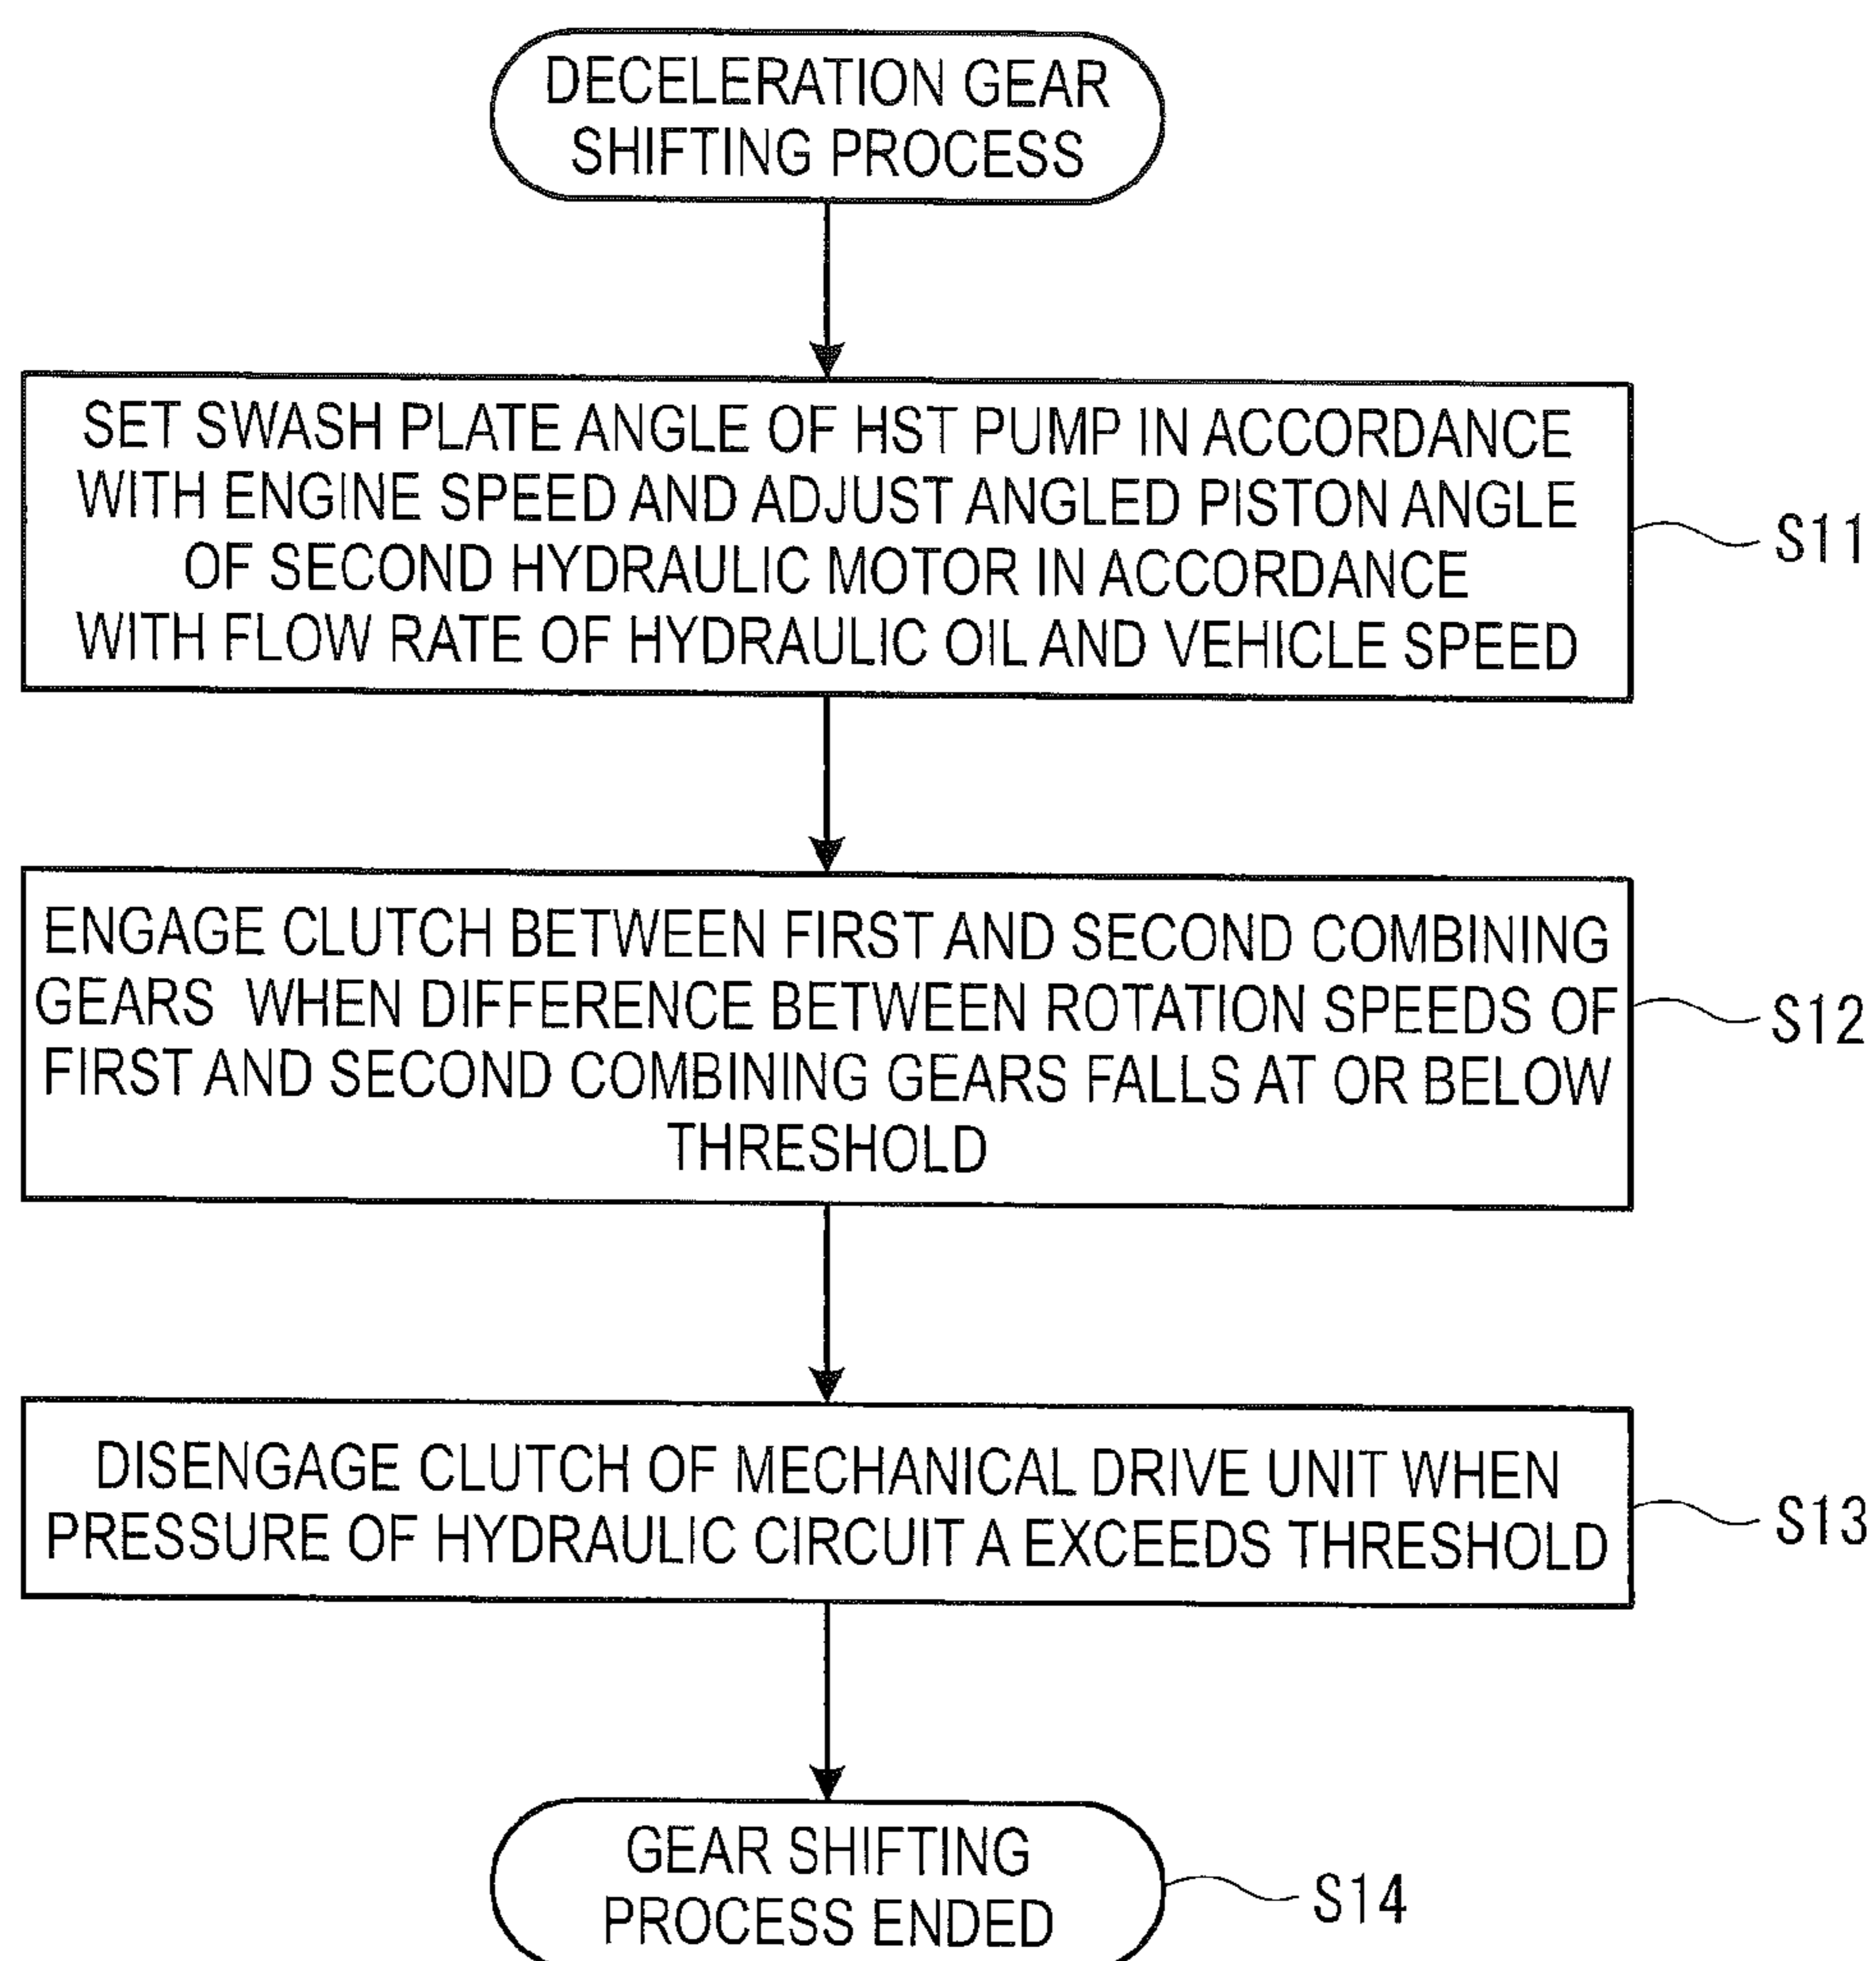 DECELERATION GEAR
SHIFTING PROCESS
SET SWASH PLATE ANGLE OF HST PUMP IN ACCORDANCE
WITH ENGINE SPEED AND ADJUST ANGLED PISTON ANGLE
OF SECOND HYDRAULIC MOTOR IN ACCORDANCE
WITH FLOW RATE OF HYDRAULIC OIL AND VEHICLE SPEED
S11
ENGAGE CLUTCH BETWEEN FIRST AND SECOND COMBINING
GEARS WHEN DIFFERENCE BETWEEN ROTATION SPEEDS OF
FIRST AND SECOND COMBINING GEARS FALLS AT OR BELOW
THRESHOLD
S12
DISENGAGE CLUTCH OF MECHANICAL DRIVE UNIT WHEN
PRESSURE OF HYDRAULIC CIRCUIT A EXCEEDS THRESHOLD
S13
GEAR SHIFTING
PROCESS ENDED
S14